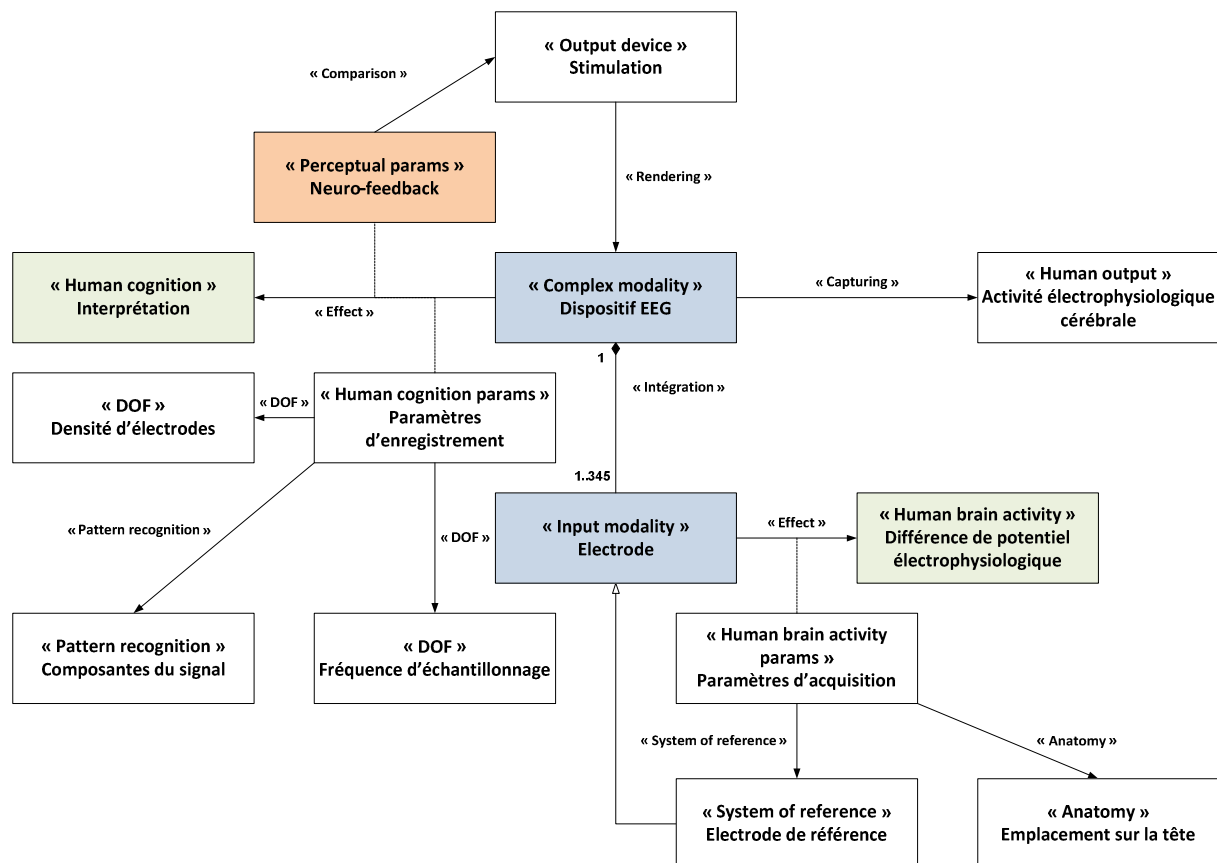 « Output device »
Stimulation
« Comparison »
« Perceptual params »
Neuro-feedback
« Rendering »
« Human cognition »
Interprétation
« Effect »
« Complex modality »
Dispositif EEG
« Capturing »
« Human output »
Activité électrophysiologique
cérébrale
1
« Intégration »
« DOF »
Densité d’électrodes
« DOF »
« Human cognition params »
Paramètres
d’enregistrement
1..345
« Pattern recognition »
« DOF »
« Input modality »
Electrode
« Effect »
« Human brain activity »
Différence de potentiel
électrophysiologique
« Pattern recognition »
Composantes du signal
« DOF »
Fréquence d’échantillonnage
« Human brain activity
params »
Paramètres d’acquisition
« System of reference »
« Anatomy »
« System of reference »
Electrode de référence
« Anatomy »
Emplacement sur la tête